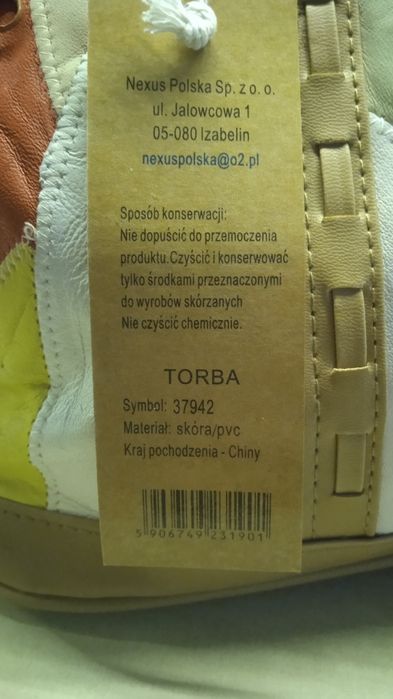 Nexus Polska Sp. z o. o.
ul. Jalowcowa 1
05-080 Izabelin
nexuspolska@o2.pl
Sposób konserwacji:
Nie dopuścić do przemoczenia
produktu.Czyścić i konserwować
tylko środkami przeznaczonymi
do wyrobów skórzanych
Nie czyścić chemicznie.
TORBA
Symbol: 37942
Materiał: skóra/pvc
Kraj pochodzenia - Chiny
5 906749 231901